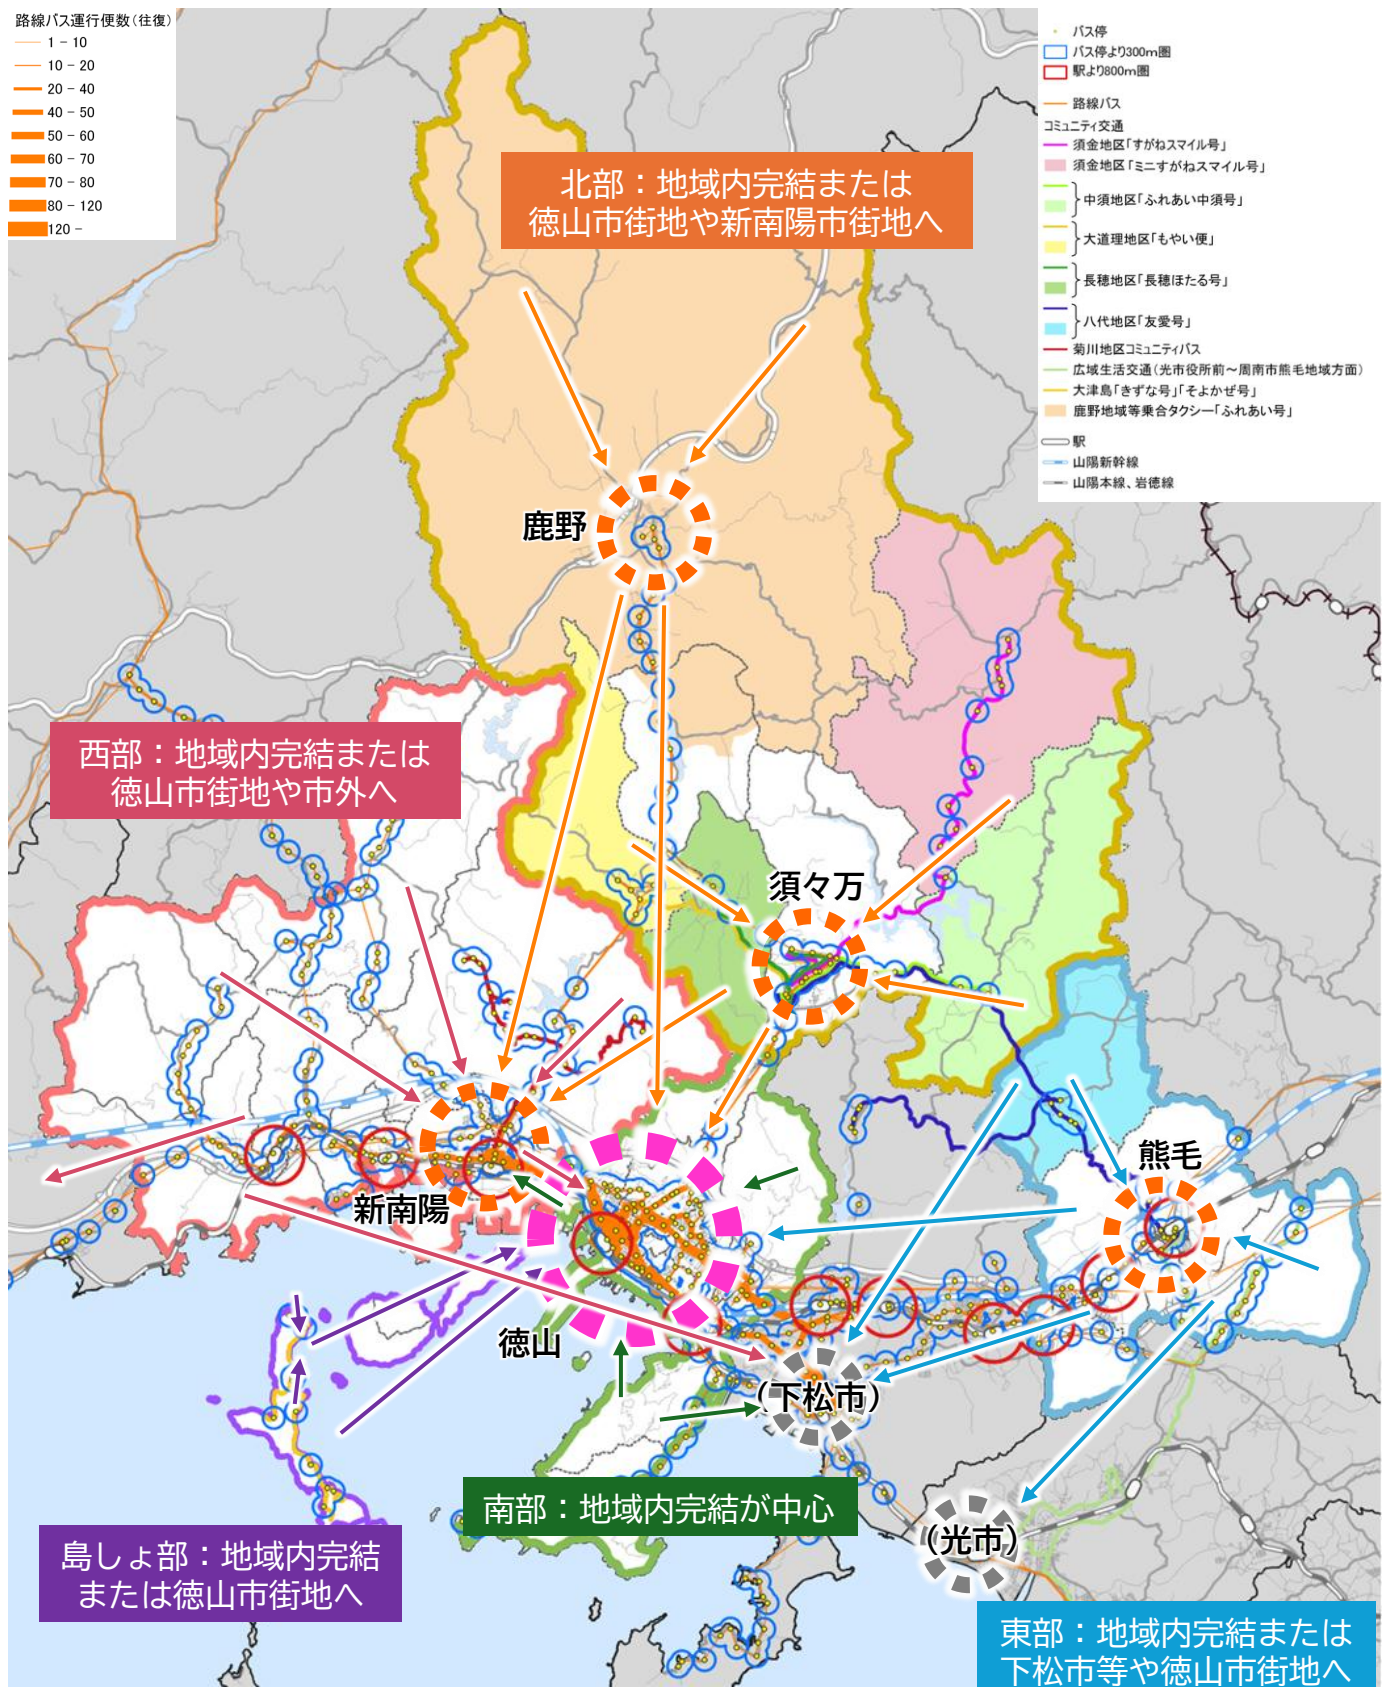 路線バス運行便数(往復)
1 - 10
10 - 20
20 - 40
40 - 50
50 - 60
60 - 70
70 - 80
80 - 120
120 -
バス停
バス停より300m圏
駅より800m圏
路線バス
コミュニティ交通
須金地区「すがねスマイル号」
須金地区「ミニすがねスマイル号」
中須地区「ふれあい中須号」
大道理地区「もやい便」
長穂地区「長穂ほたる号」
八代地区「友愛号」
菊川地区コミュニティバス
広域生活交通(光市役所前～周南市熊毛地域方面)
大津島「きずな号」「そよかぜ号」
鹿野地域等乗合タクシー「ふれあい号」
駅
山陽新幹線
山陽本線、岩徳線
北部：地域内完結または
徳山市街地や新南陽市街地へ
鹿野
西部：地域内完結または
徳山市街地や市外へ
須々万
熊毛
新南陽
徳山
(下松市)
南部：地域内完結が中心
(光市)
島しょ部：地域内完結
または徳山市街地へ
東部：地域内完結または
下松市等や徳山市街地へ